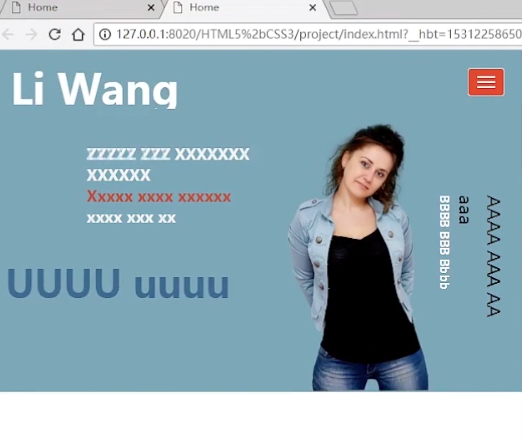 Home
Home
127.0.0.1:8020/HTML5%2bCSS3/project/index.html?__hbt=15312258650
Li Wang
ZZZZZ ZZZ XXXXXXX
XXXXXX
Xxxxx xxxx xxxxxx
xxxx xxx xx
UUUU uuuu
AAAA AAA AA
aaa
BBBB BBB Bbbb